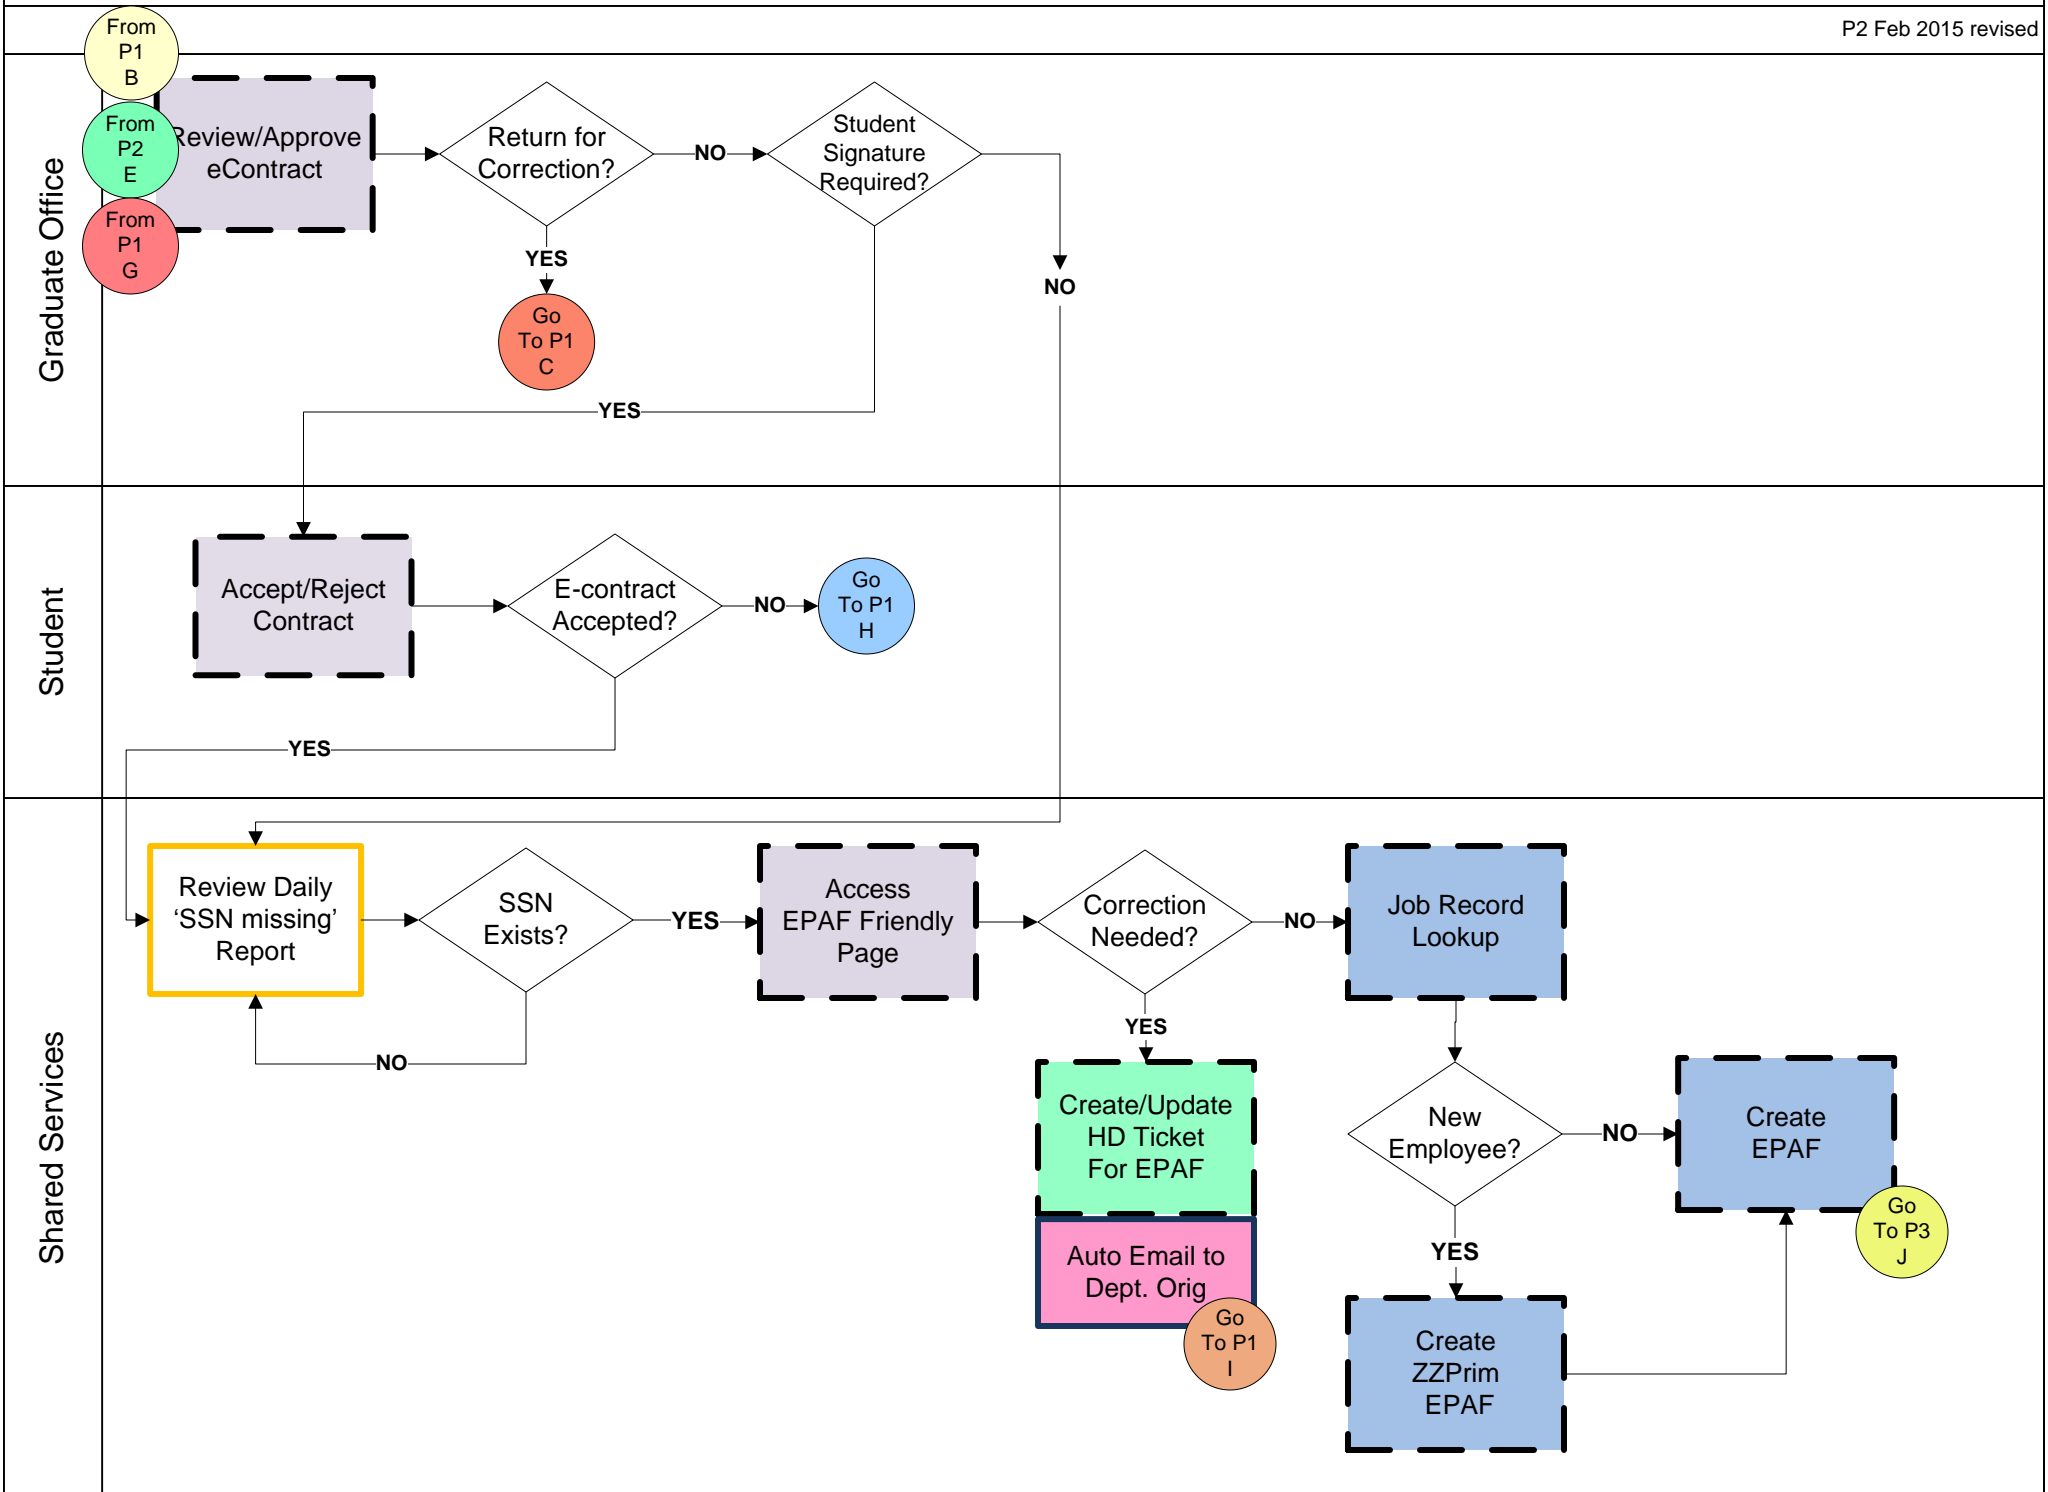 P2 Feb 2015 revised
From
P1
B
From
P2
E
From
P1
G
Graduate Office
Review/Approve
eContract
Return for
Correction?
NO
Student
Signature
Required?
YES
NO
Go
To P1
C
YES
Student
Accept/Reject
Contract
E-contract
Accepted?
NO
Go
To P1
H
YES
Shared Services
Review Daily
‘SSN missing’
Report
SSN
Exists?
YES
NO
Access
EPAF Friendly
Page
Correction
Needed?
NO
Job Record
Lookup
YES
Create/Update
HD Ticket
For EPAF
Auto Email to
Dept. Orig
Go
To P1
I
New
Employee?
NO
Create
EPAF
Go
To P3
J
YES
Create
ZZPrim
EPAF